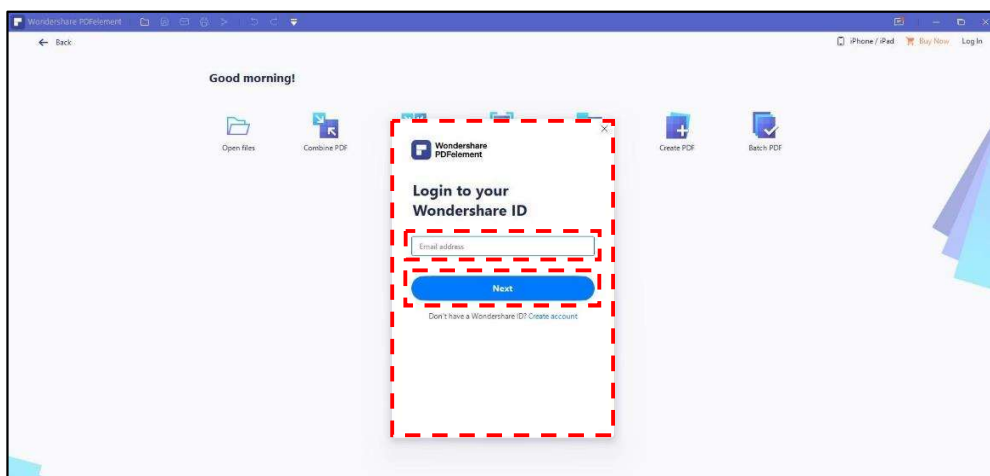 Wondershare PDFelement
Back
iPhone / iPad
Buy Now
Log In
Good morning!
Open files
Combine PDF
Create PDF
Batch PDF
Wondershare
PDFelement
Login to your
Wondershare ID
Email address
Next
Don't have a Wondershare ID? Create account